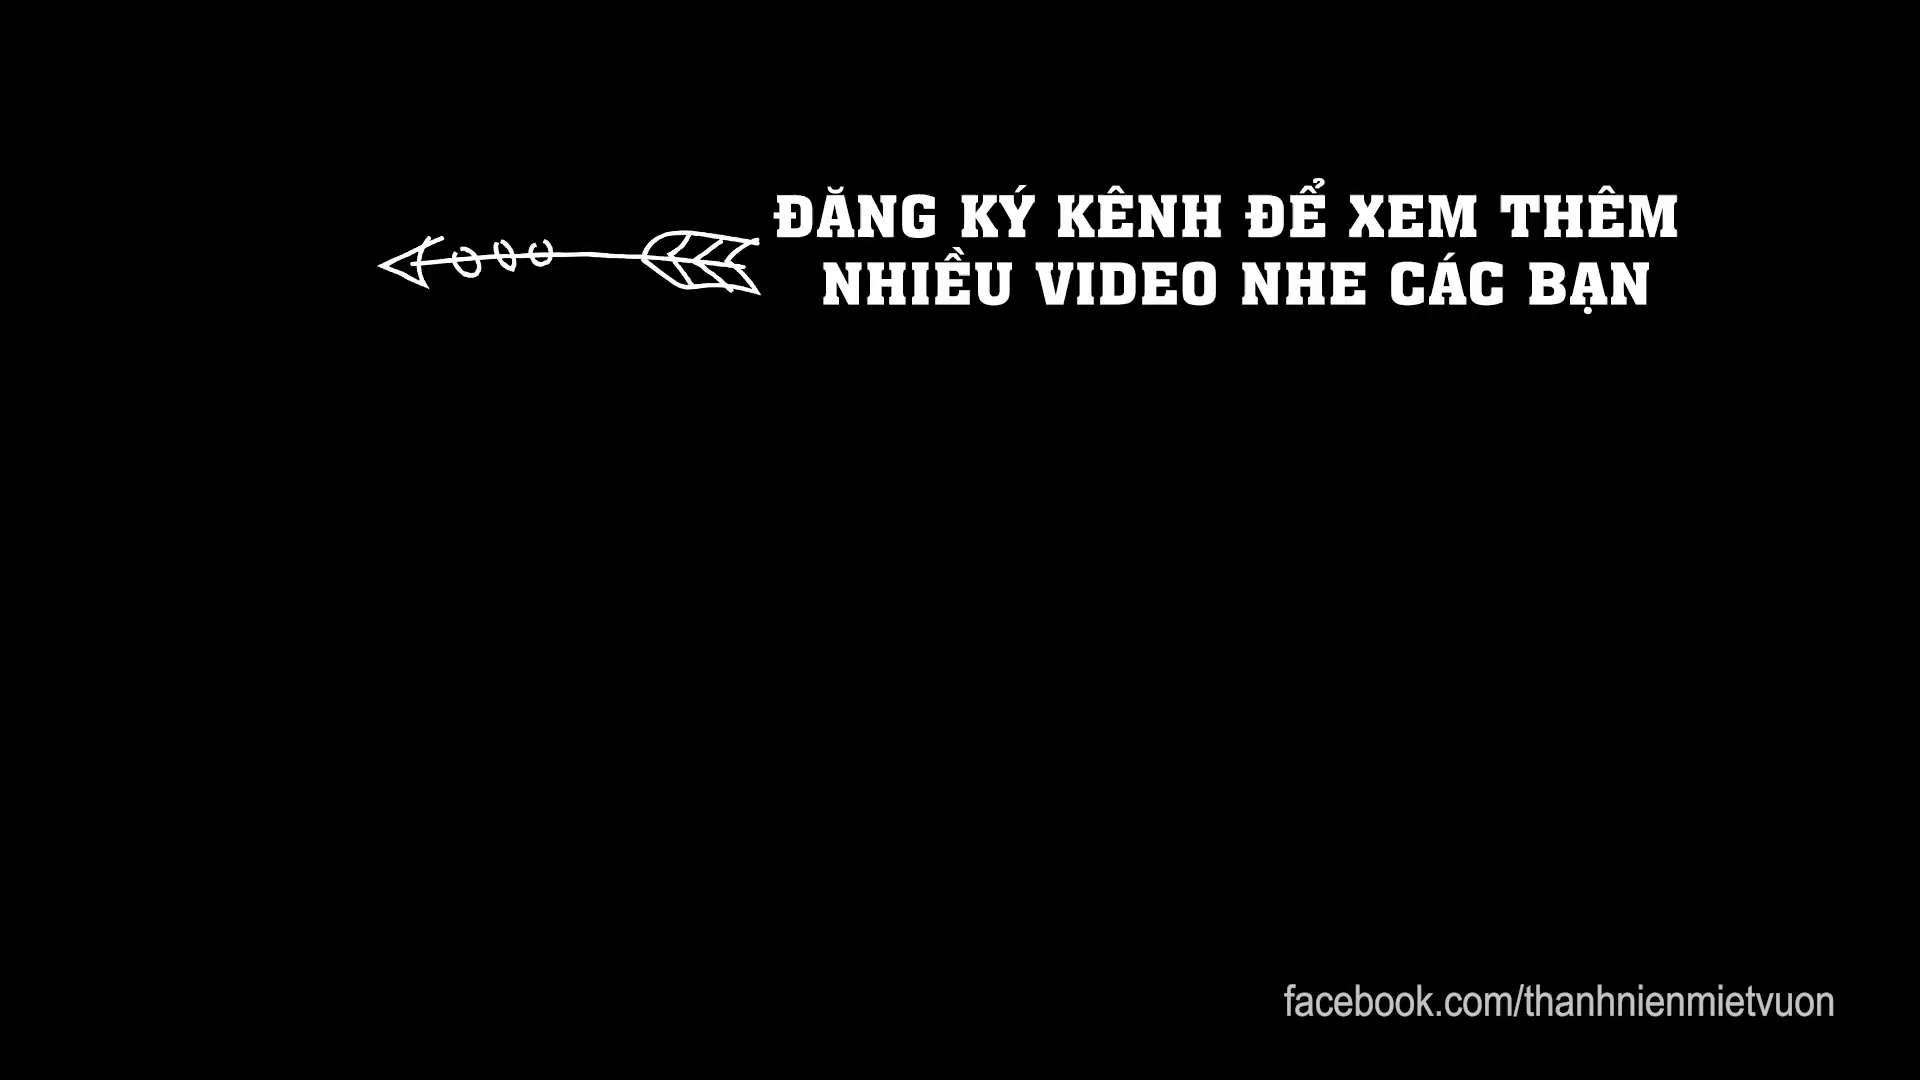 ĐĂNG KÝ KÊNH ĐỂ XEM THÊM
NHIỀU VIDEO NHE CÁC BẠN
facebook.com/thanhnienmietvuon